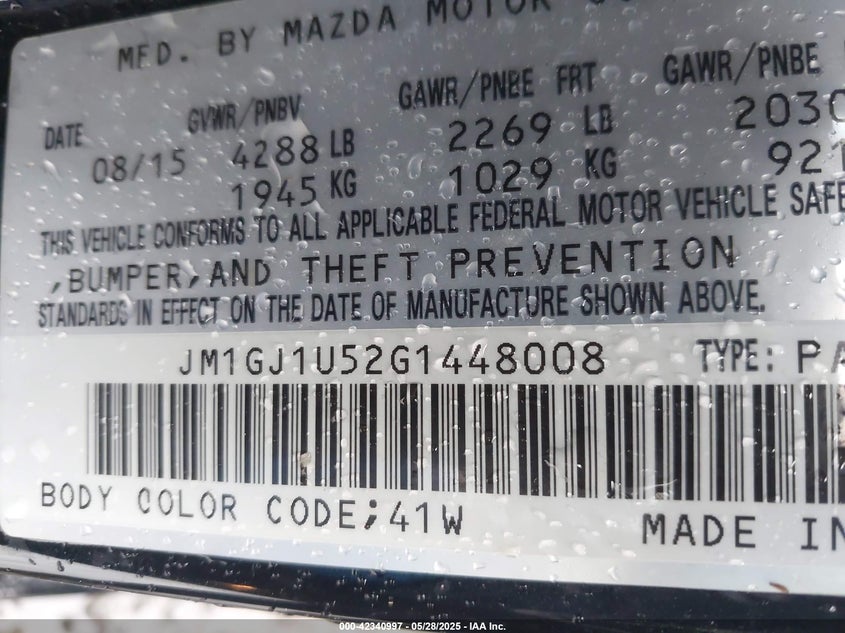 MFD. BY MAZDA MOTOR
DATE GVWR/PNBV GAWR/PNBE FRT GAWR/PNBE
08/15 4288 LB 2269 LB 2030
1945 KG 1029 KG 921
THIS VEHICLE CONFORMS TO ALL APPLICABLE FEDERAL MOTOR VEHICLE SAFE
,BUMPER,AND THEFT PREVENTION
STANDARDS IN EFFECT ON THE DATE OF MANUFACTURE SHOWN ABOVE.
JM1GJ1U52G1448008 TYPE: PA
BODY COLOR CODE;41W MADE IN
000-42340997 - 05/28/2025 - IAA Inc.